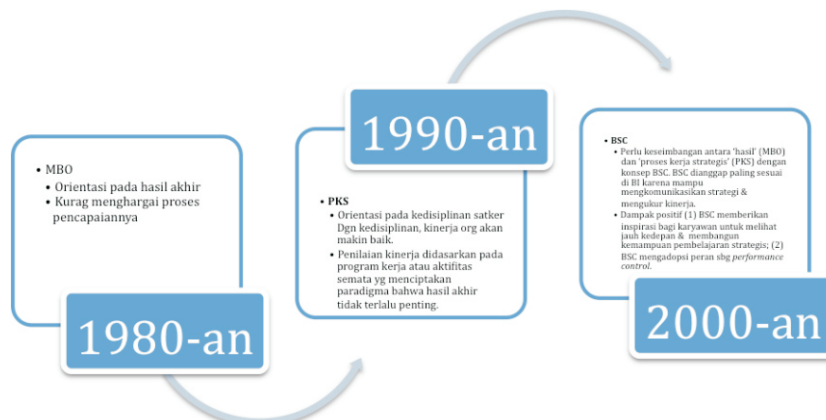 • MBO
• Orientasi pada hasil akhir
• Kurag menghargai proses
pencapaiannya
1980-an
1990-an
• PKS
• Orientasi pada kedisiplinan satker
Dgn kedisiplinan, kinerja org akan
makin baik.
• Penilaian kinerja didasarkan pada
program kerja atau aktifitas
semata yg menciptakan
paradigma bahwa hasil akhir
tidak terlalu penting.
• BSC
• Perlu keseimbangan antara 'hasil' (MBO)
dan 'proses kerja strategis' (PKS) dengan
konsep BSC. BSC dianggap paling sesuai
di BI karena mampu
mengkomunikasikan strategi &
mengukur kinerja.
• Dampak positif (1) BSC memberikan
inspirasi bagi karyawan untuk melihat
jauh kedepan & membangun
kemampuan pembelajaran strategis; (2)
BSC mengadopsi peran sbg performance
control.
2000-an